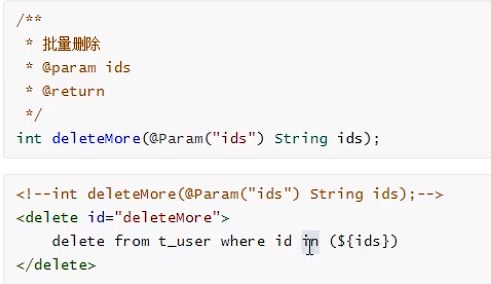 /**
 * 批量删除
 * @param ids
 * @return
 */
int deleteMore(@Param("ids") String ids);
<!--int deleteMore(@Param("ids") String ids);-->
<delete id="deleteMore">
    delete from t_user where id in (${ids})
</delete>